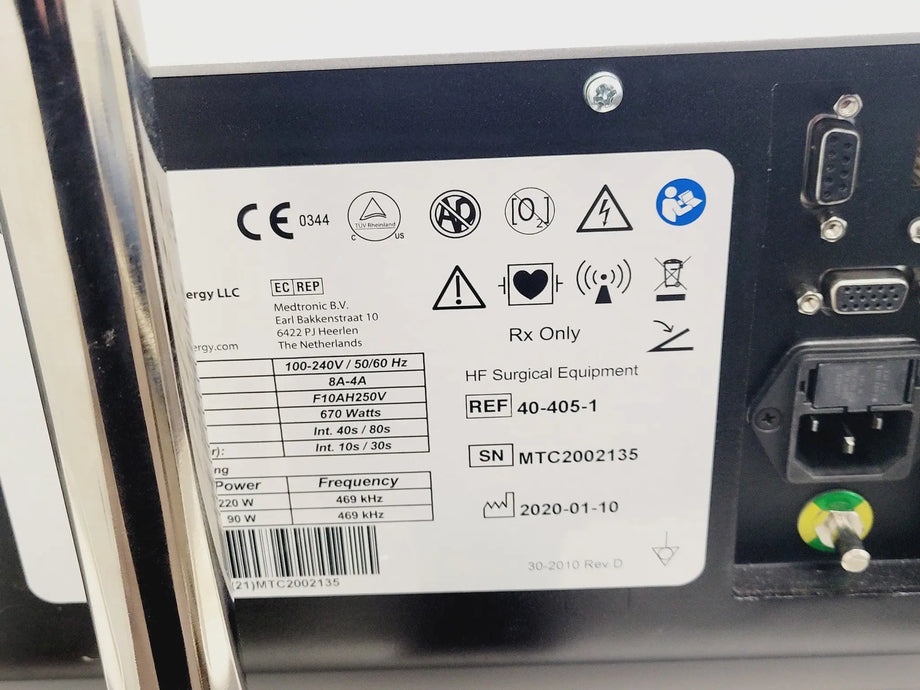 CE 0344
TÜV Rheinland
C US
AP
[O2]
ergy LLC
EC REP
Medtronic B.V.
Earl Bakkenstraat 10
6422 PJ Heerlen
The Netherlands
ergy.com
Rx Only
HF Surgical Equipment
REF 40-405-1
SN MTC2002135
2020-01-10
100-240V / 50/60 Hz
8A-4A
F10AH250V
670 Watts
Int. 40s / 80s
r): Int. 10s / 30s
ng
Power Frequency
220 W 469 kHz
90 W 469 kHz
(21)MTC2002135
30-2010 Rev D